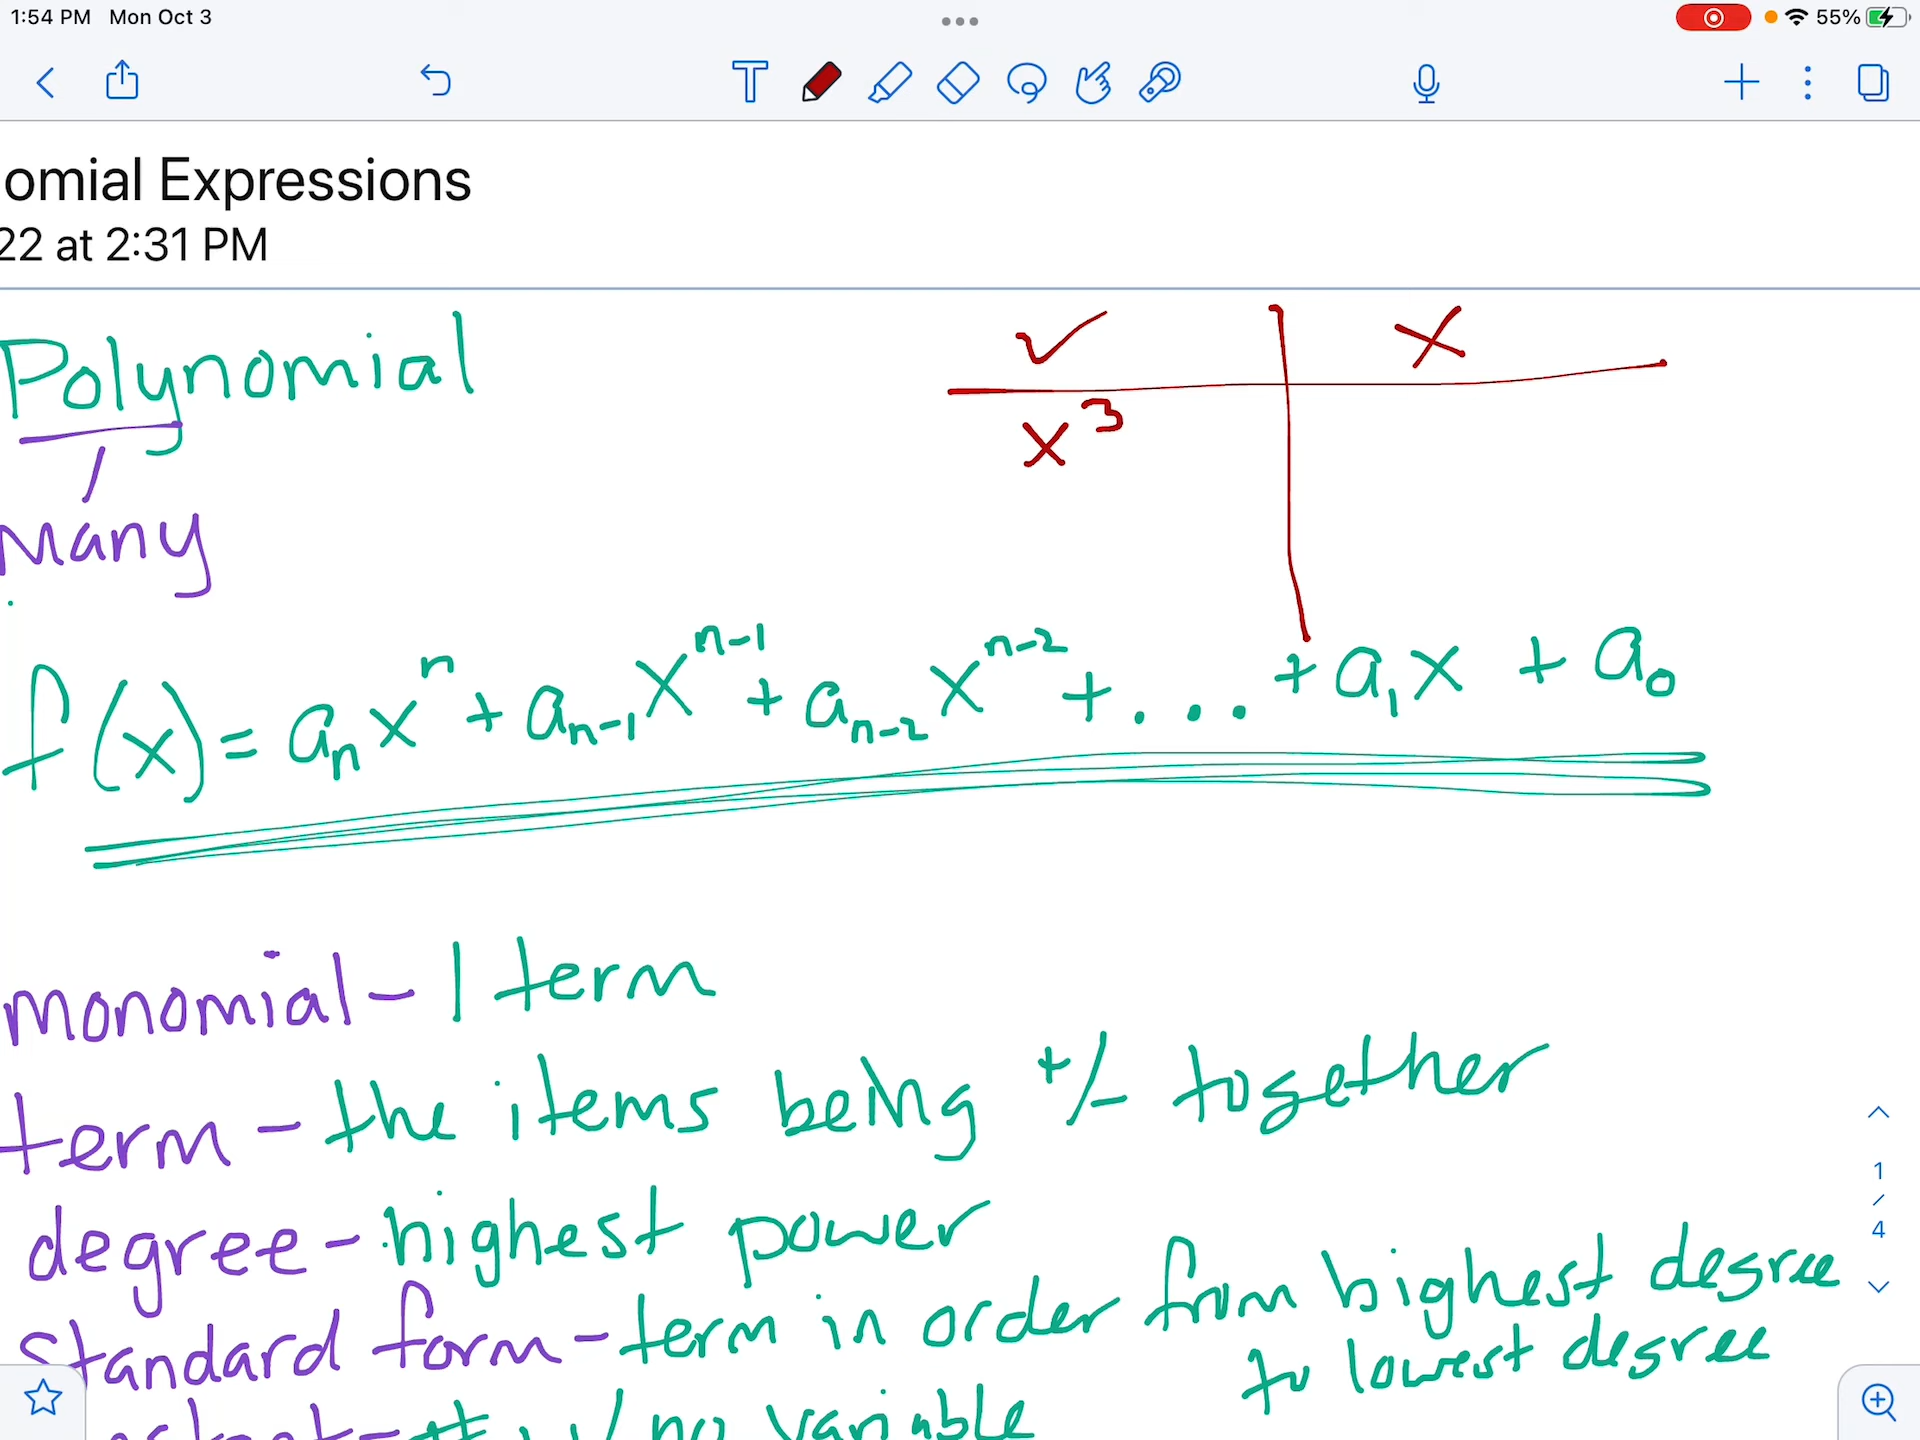 1:54 PM Mon Oct 3
55%
omial Expressions
22 at 2:31 PM
Polynomial
✓ | X
x³
Many
f(x) = aₙxⁿ + aₙ₋₁xⁿ⁻¹ + aₙ₋₂xⁿ⁻² + . . . + a₁x + a₀
monomial - 1 term
term - the items being +/- together
degree - highest power
standard form - term in order from highest degree
to lowest degree
no variable
1
/
4